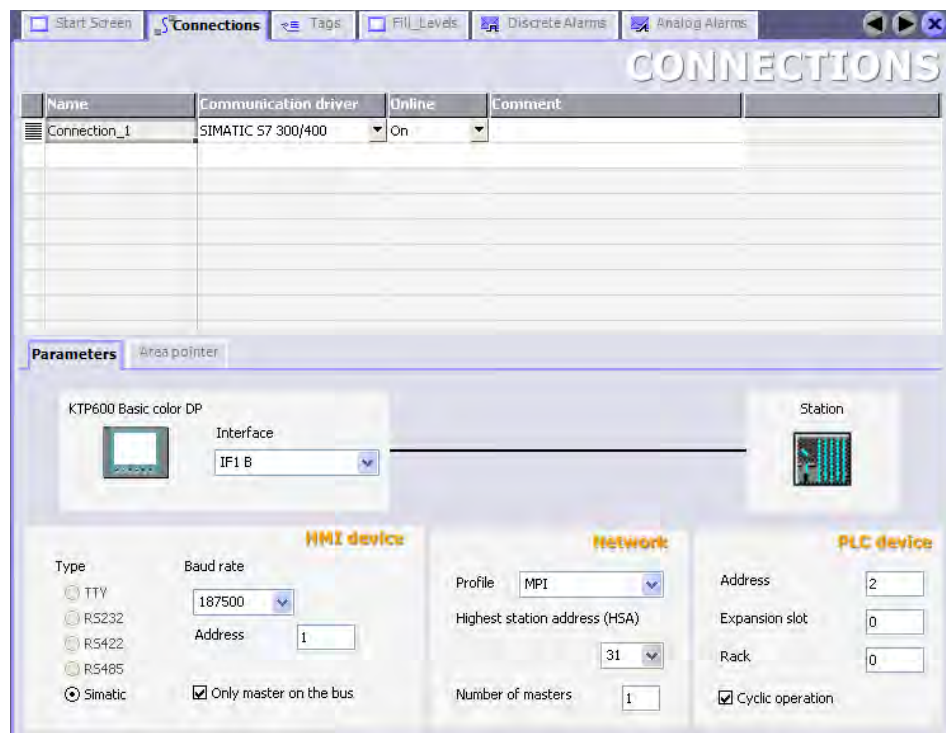 Start Screen Connections Tags Fill_Levels Discrete Alarms Analog Alarms
CONNECTIONS
Name Communication driver Online Comment
Connection_1 SIMATIC S7 300/400 On
Parameters Area pointer
KTP600 Basic color DP
Station
Interface
IF1 B
HMI device
Type Baud rate
TTY
187500
RS232
Address 1
RS422
RS485
Simatic Only master on the bus
Network
Profile MPI
Highest station address (HSA)
31
Number of masters 1
PLC device
Address 2
Expansion slot 0
Rack 0
Cyclic operation